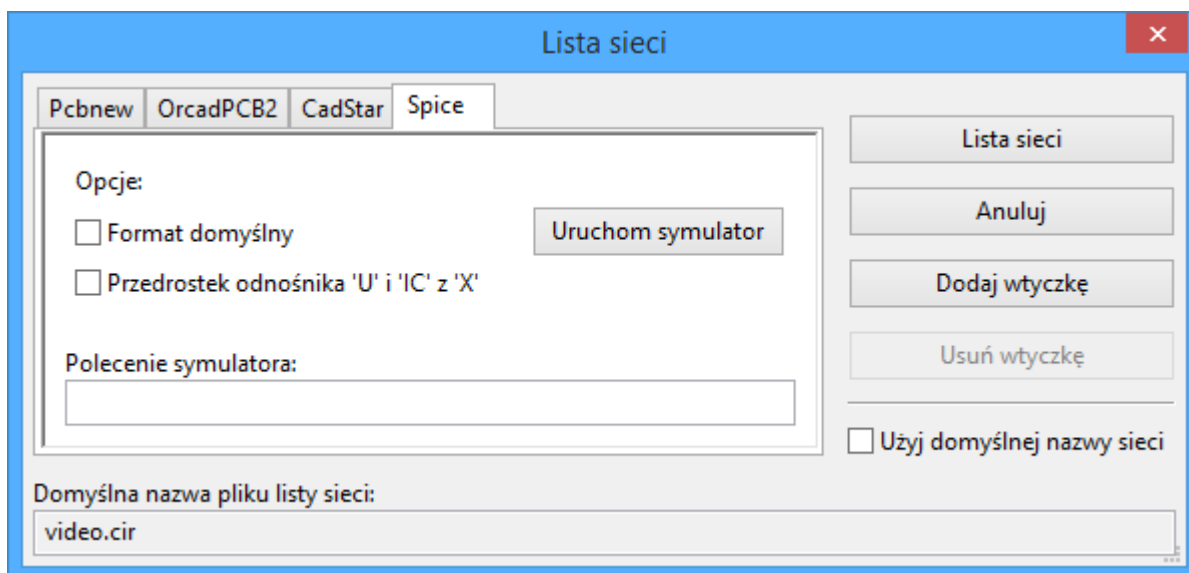 Lista sieci
Pcbnew OrcadPCB2 CadStar Spice
Opcje:
Format domyślny
Uruchom symulator
Przedrostek odnośnika 'U' i 'IC' z 'X'
Polecenie symulatora:
Lista sieci
Anuluj
Dodaj wtyczkę
Usuń wtyczkę
Użyj domyślnej nazwy sieci
Domyślna nazwa pliku listy sieci:
video.cir